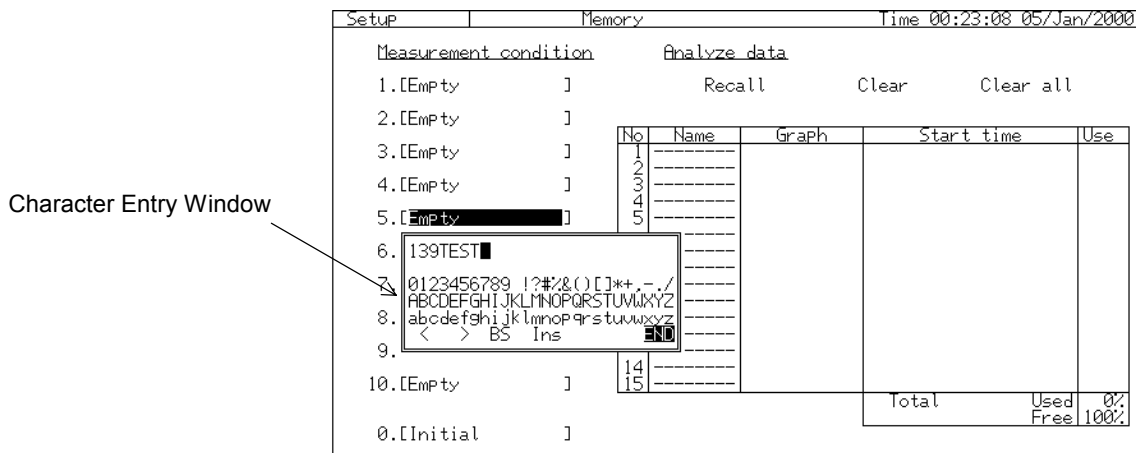 Setup Memory Time 00:23:08 05/Jan/2000
Measurement condition Analyze data
1.[Empty ] Recall Clear Clear all
2.[Empty ]
No Name Graph Start time Use
3.[Empty ] 1 --------
2 --------
4.[Empty ] 3 --------
4 --------
Character Entry Window
5.[Empty ] 5 --------
6. 139TEST
7. 0123456789 !?#%&()[]*+,-./
ABCDEFGHIJKLMNOPQRSTUVWXYZ
8. abcdefghijklmnopqrstuvwxyz
< > BS Ins END
9.
14 --------
10.[Empty ] 15 --------
Total Used 0%
Free 100%
0.[Initial ]